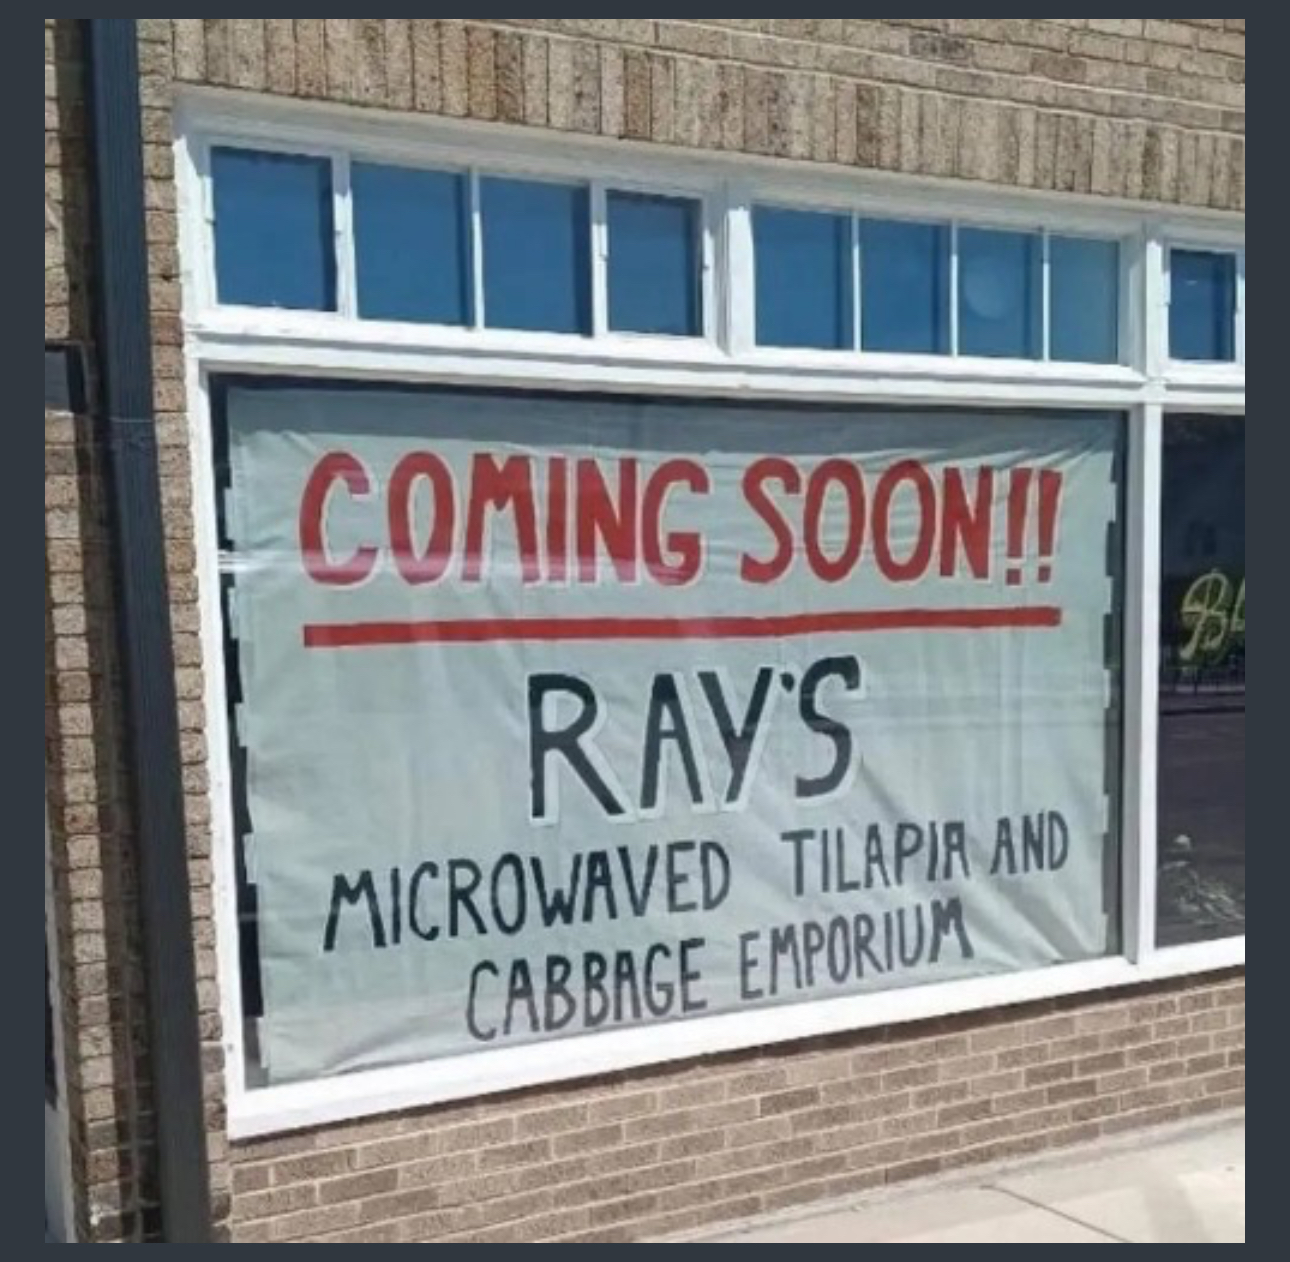 COMING SOON!!
RAY'S
MICROWAVED TILAPIA AND
CABBAGE EMPORIUM